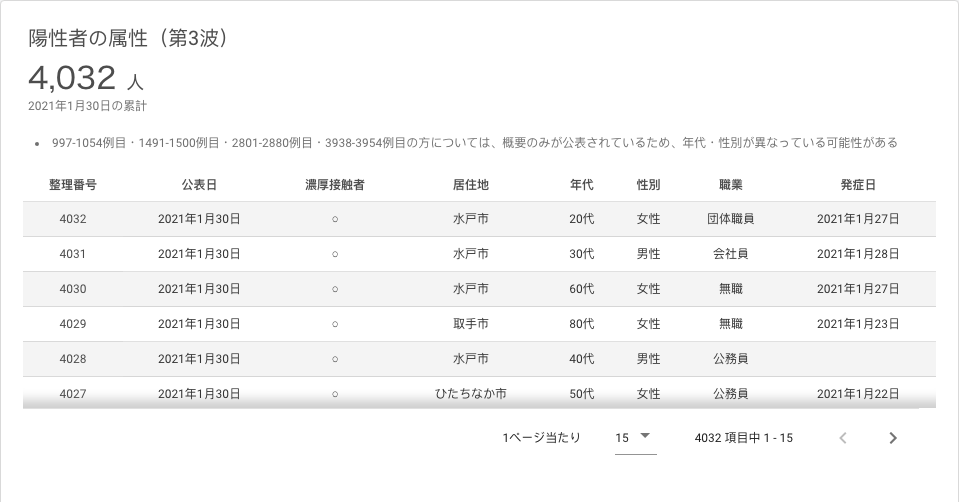 陽性者の属性（第3波）
4,032 人
2021年1月30日の累計
• 997-1054例目・1491-1500例目・2801-2880例目・3938-3954例目の方については、概要のみが公表されているため、年代・性別が異なっている可能性がある
整理番号 公表日 濃厚接触者 居住地 年代 性別 職業 発症日
4032 2021年1月30日 ○ 水戸市 20代 女性 団体職員 2021年1月27日
4031 2021年1月30日 ○ 水戸市 30代 男性 会社員 2021年1月28日
4030 2021年1月30日 ○ 水戸市 60代 女性 無職 2021年1月27日
4029 2021年1月30日 ○ 取手市 80代 女性 無職 2021年1月23日
4028 2021年1月30日 ○ 水戸市 40代 男性 公務員
4027 2021年1月30日 ○ ひたちなか市 50代 女性 公務員 2021年1月22日
1ページ当たり 15 4032 項目中 1 - 15